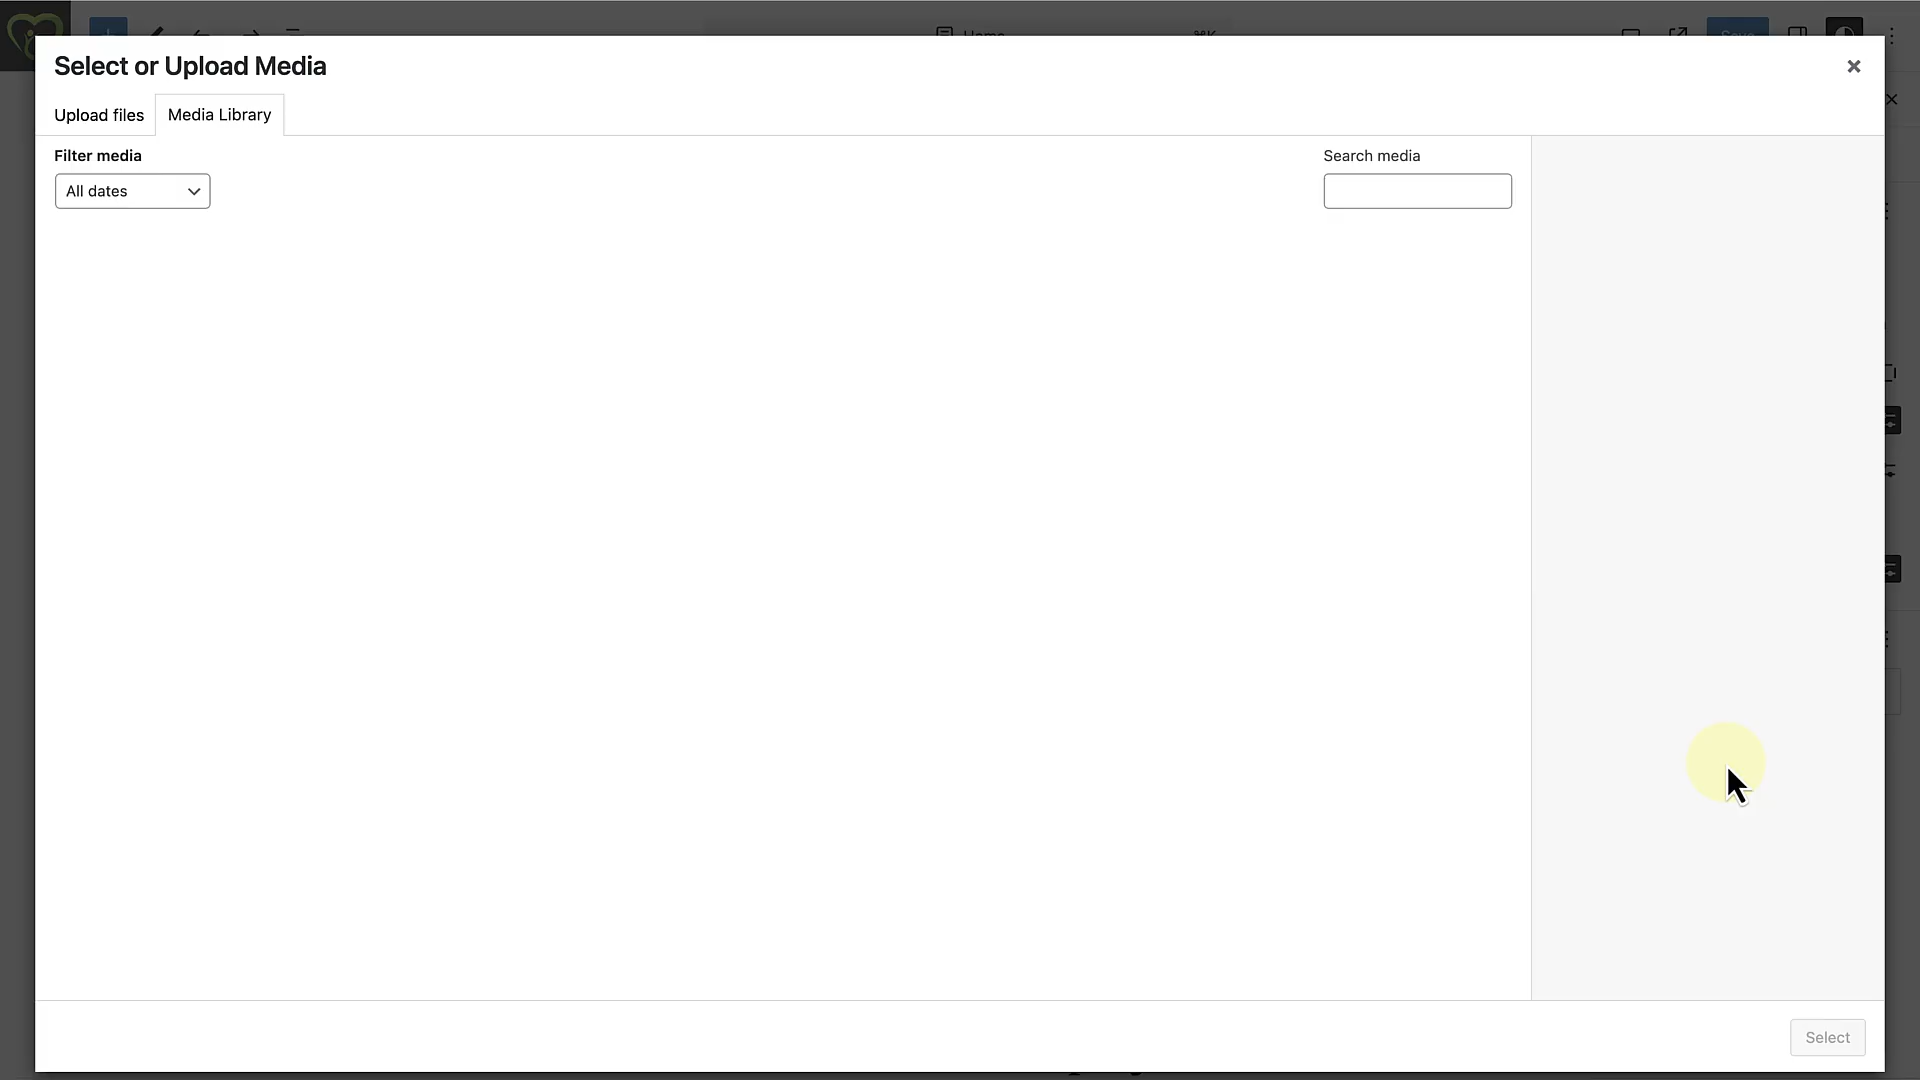 Select or Upload Media
Upload files
Media Library
Filter media
All dates
Search media
Select